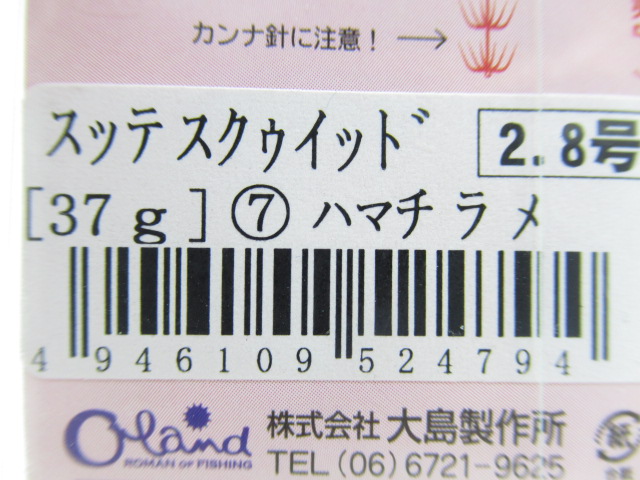 カンナ針に注意！
スッテスクゥイッド 2.8号
[37g]⑦ハマチラメ
4 946109 524794
Oland
ROMAN OF FISHING
株式会社 大島製作所
TEL(06)6721-9625
紙